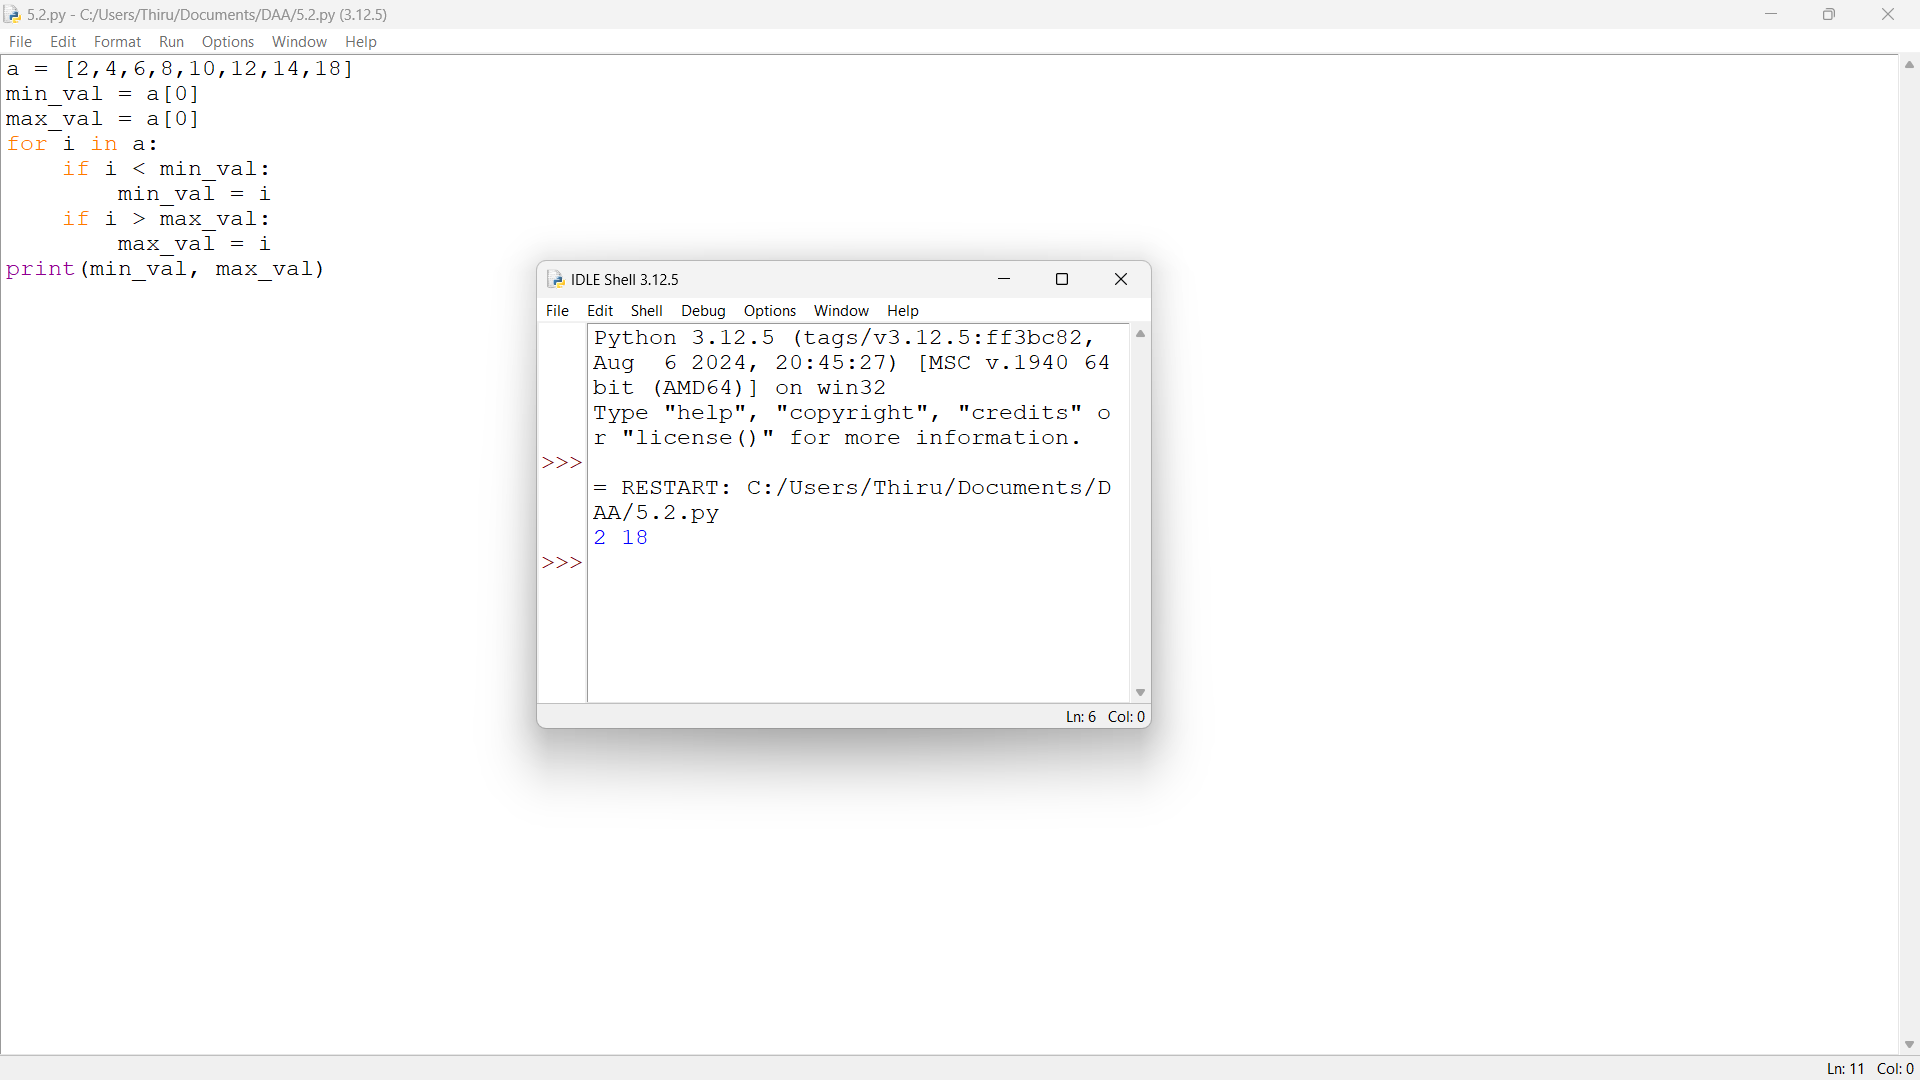 5.2.py - C:/Users/Thiru/Documents/DAA/5.2.py (3.12.5)
File Edit Format Run Options Window Help
a = [2,4,6,8,10,12,14,18]
min_val = a[0]
max_val = a[0]
for i in a:
    if i < min_val:
        min_val = i
    if i > max_val:
        max_val = i
print(min_val, max_val)
IDLE Shell 3.12.5
File Edit Shell Debug Options Window Help
Python 3.12.5 (tags/v3.12.5:ff3bc82,
Aug  6 2024, 20:45:27) [MSC v.1940 64
bit (AMD64)] on win32
Type "help", "copyright", "credits" o
r "license()" for more information.
>>>
= RESTART: C:/Users/Thiru/Documents/D
AA/5.2.py
2 18
>>>
Ln: 6 Col: 0
Ln: 11 Col: 0